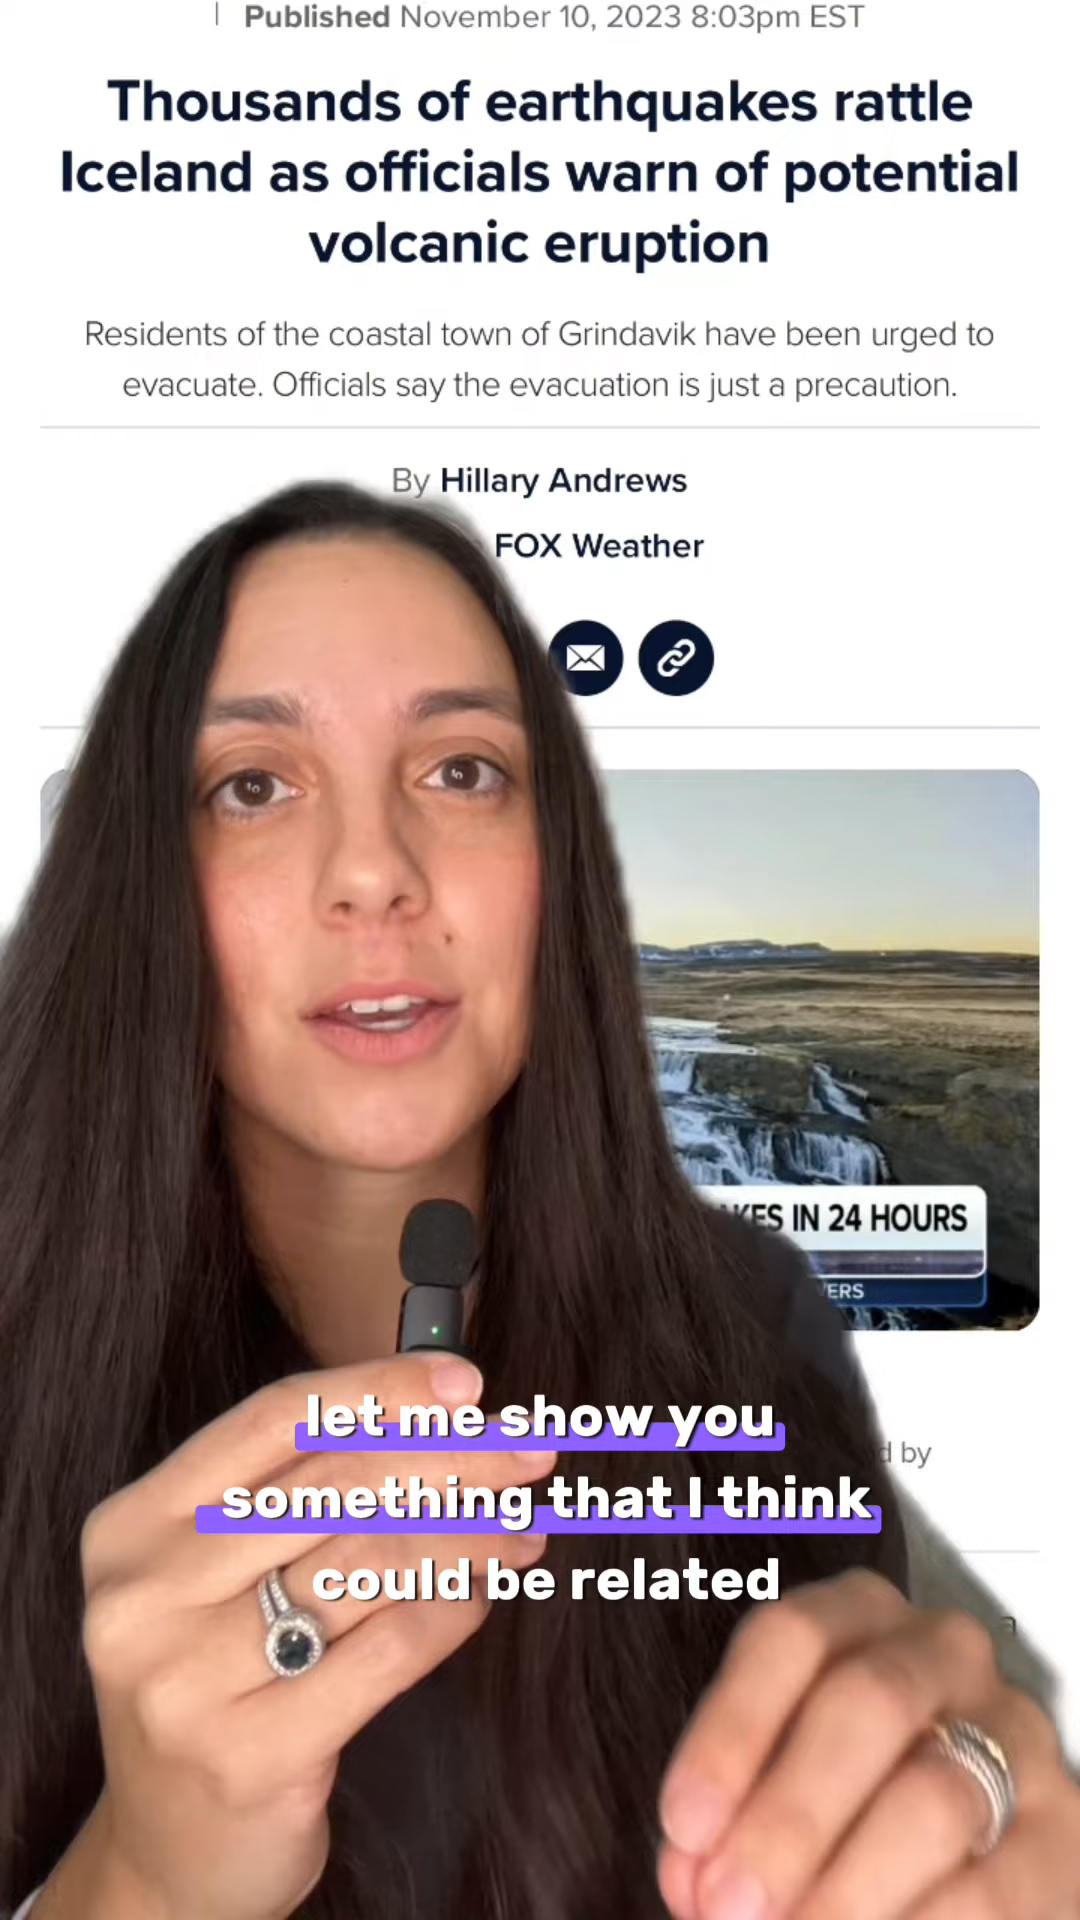 Published November 10, 2023 8:03pm EST
Thousands of earthquakes rattle
Iceland as officials warn of potential
volcanic eruption
Residents of the coastal town of Grindavik have been urged to
evacuate. Officials say the evacuation is just a precaution.
By Hillary Andrews
FOX Weather
IN 24 HOURS
let me show you
by
something that I think
could be related